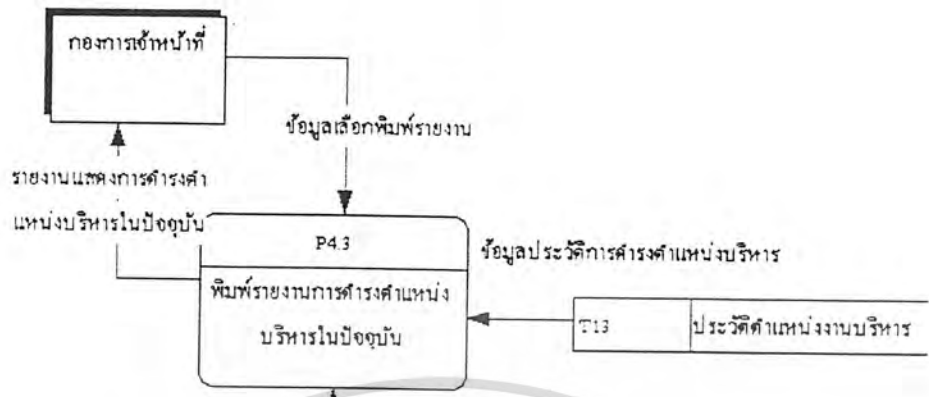 กองการเจ้าหน้าที่
ข้อมูลเลือกพิมพ์รายงาน
รายงานแสดงการดำรงตำ
แหน่งบริหารในปัจจุบัน
P4.3
ข้อมูลประวัติการดำรงตำแหน่งบริหาร
พิมพ์รายงานการดำรงตำแหน่ง
บริหารในปัจจุบัน
T13
ประวัติตำแหน่งงานบริหาร